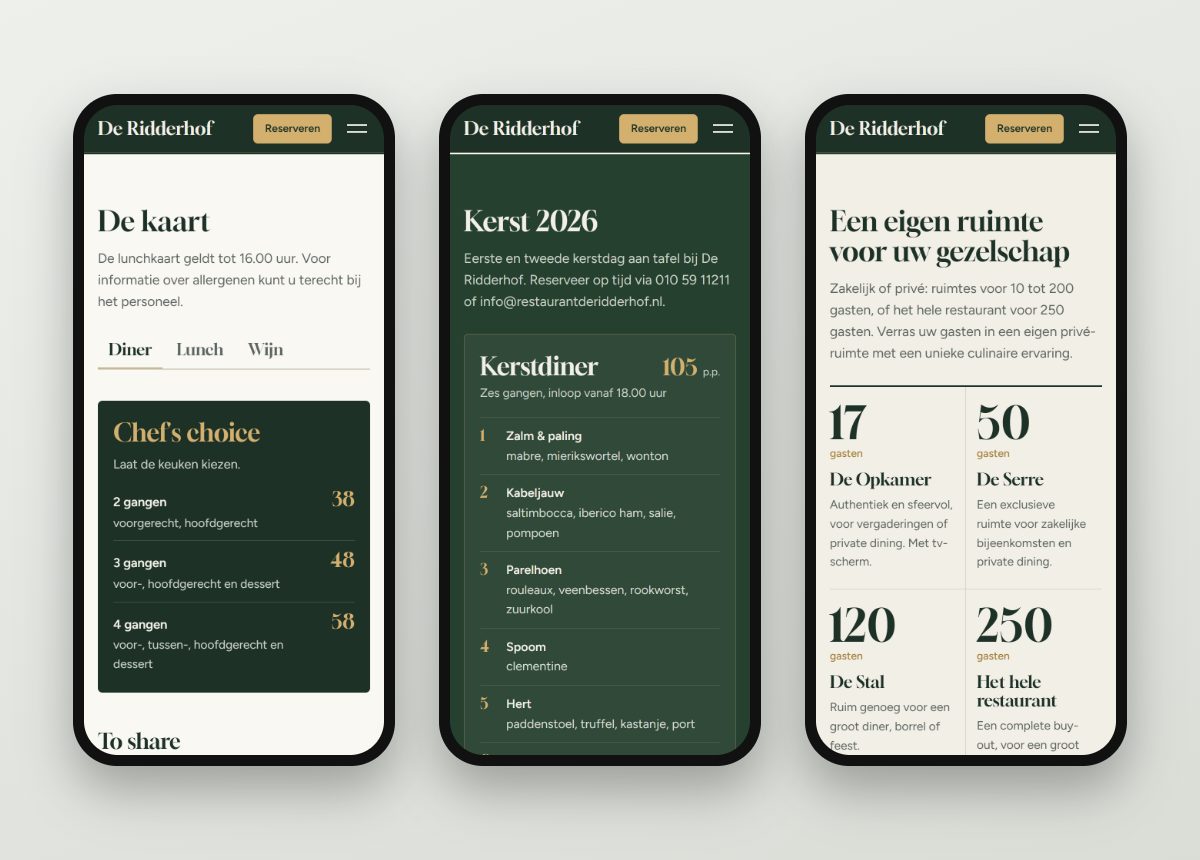 De Ridderhof
Reserveren
De kaart
De lunchkaart geldt tot 16.00 uur. Voor
informatie over allergenen kunt u terecht bij
het personeel.
Diner
Lunch
Wijn
Chef's choice
Laat de keuken kiezen.
2 gangen
38
voorgerecht, hoofdgerecht
3 gangen
48
voor-, hoofdgerecht en dessert
4 gangen
58
voor-, tussen-, hoofdgerecht en
dessert
To share
De Ridderhof
Reserveren
Kerst 2026
Eerste en tweede kerstdag aan tafel bij De
Ridderhof. Reserveer op tijd via 010 59 11211
of info@restaurantderidderhof.nl.
Kerstdiner
105 p.p.
Zes gangen, inloop vanaf 18.00 uur
1 Zalm & paling
mabre, mierikswortel, wonton
2 Kabeljauw
saltimbocca, iberico ham, salie,
pompoen
3 Parelhoen
rouleaux, veenbessen, rookworst,
zuurkool
4 Spoom
clementine
5 Hert
paddenstoel, truffel, kastanje, port
De Ridderhof
Reserveren
Een eigen ruimte
voor uw gezelschap
Zakelijk of privé: ruimtes voor 10 tot 200
gasten, of het hele restaurant voor 250
gasten. Verras uw gasten in een eigen privé-
ruimte met een unieke culinaire ervaring.
17
gasten
De Opkamer
Authentiek en sfeervol,
voor vergaderingen of
private dining. Met tv-
scherm.
50
gasten
De Serre
Een exclusieve
ruimte voor zakelijke
bijeenkomsten en
private dining.
120
gasten
De Stal
Ruim genoeg voor een
groot diner, borrel of
feest.
250
gasten
Het hele
restaurant
Een complete buy-
out, voor een groot